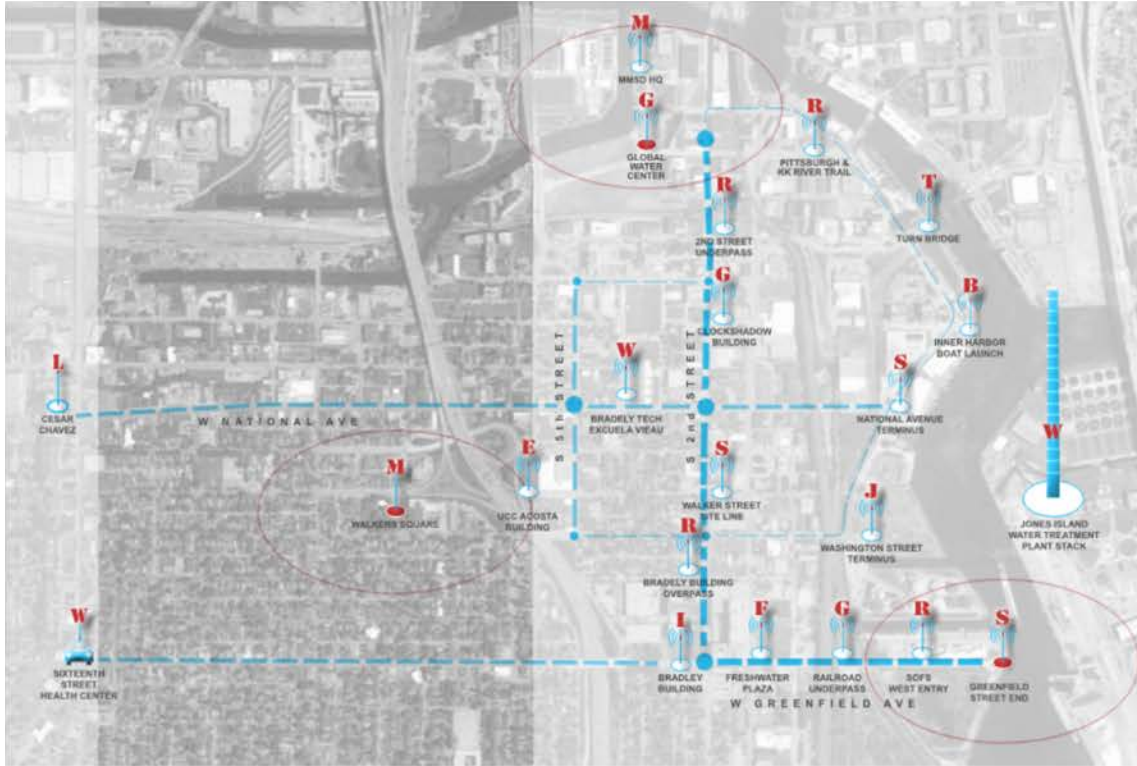 M
MMSD HQ
G
GLOBAL
WATER
CENTER
R
PITTSBURGH &
KK RIVER TRAIL
R
2ND STREET
UNDERPASS
T
TURN BRIDGE
G
CLOCKSHADOW
BUILDING
B
INNER HARBOR
BOAT LAUNCH
L
CESAR
CHAVEZ
W NATIONAL AVE
S 5th STREET
W
BRADELY TECH
EXCUELA VIEAU
S 2nd STREET
S
NATIONAL AVENUE
TERMINUS
W
JONES ISLAND
WATER TREATMENT
PLANT STACK
M
WALKERS SQUARE
E
UCC ACOSTA
BUILDING
S
WALKER STREET
SITE LINE
J
WASHINGTON STREET
TERMINUS
R
BRADELY BUILDING
OVERPASS
W
SIXTEENTH
STREET
HEALTH CENTER
I
BRADLEY
BUILDING
F
FRESHWATER
PLAZA
G
RAILROAD
UNDERPASS
R
SOFS
WEST ENTRY
S
GREENFIELD
STREET END
W GREENFIELD AVE